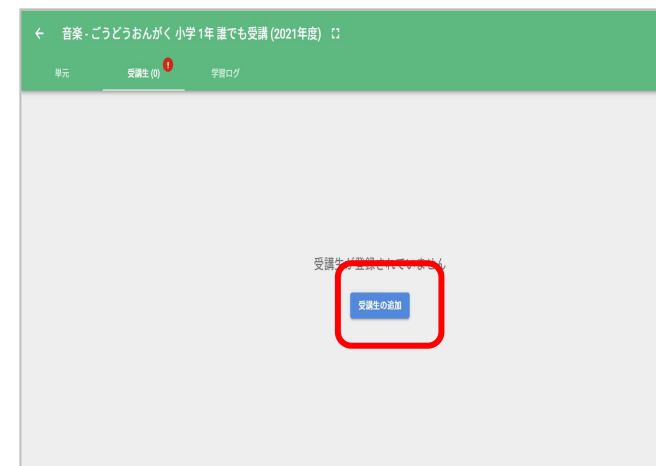 音楽 - ごうどうおんがく 小学1年 誰でも受講 (2021年度)
単元 受講生 (0) ! 学習ログ
受講生が登録されていません
受講生の追加